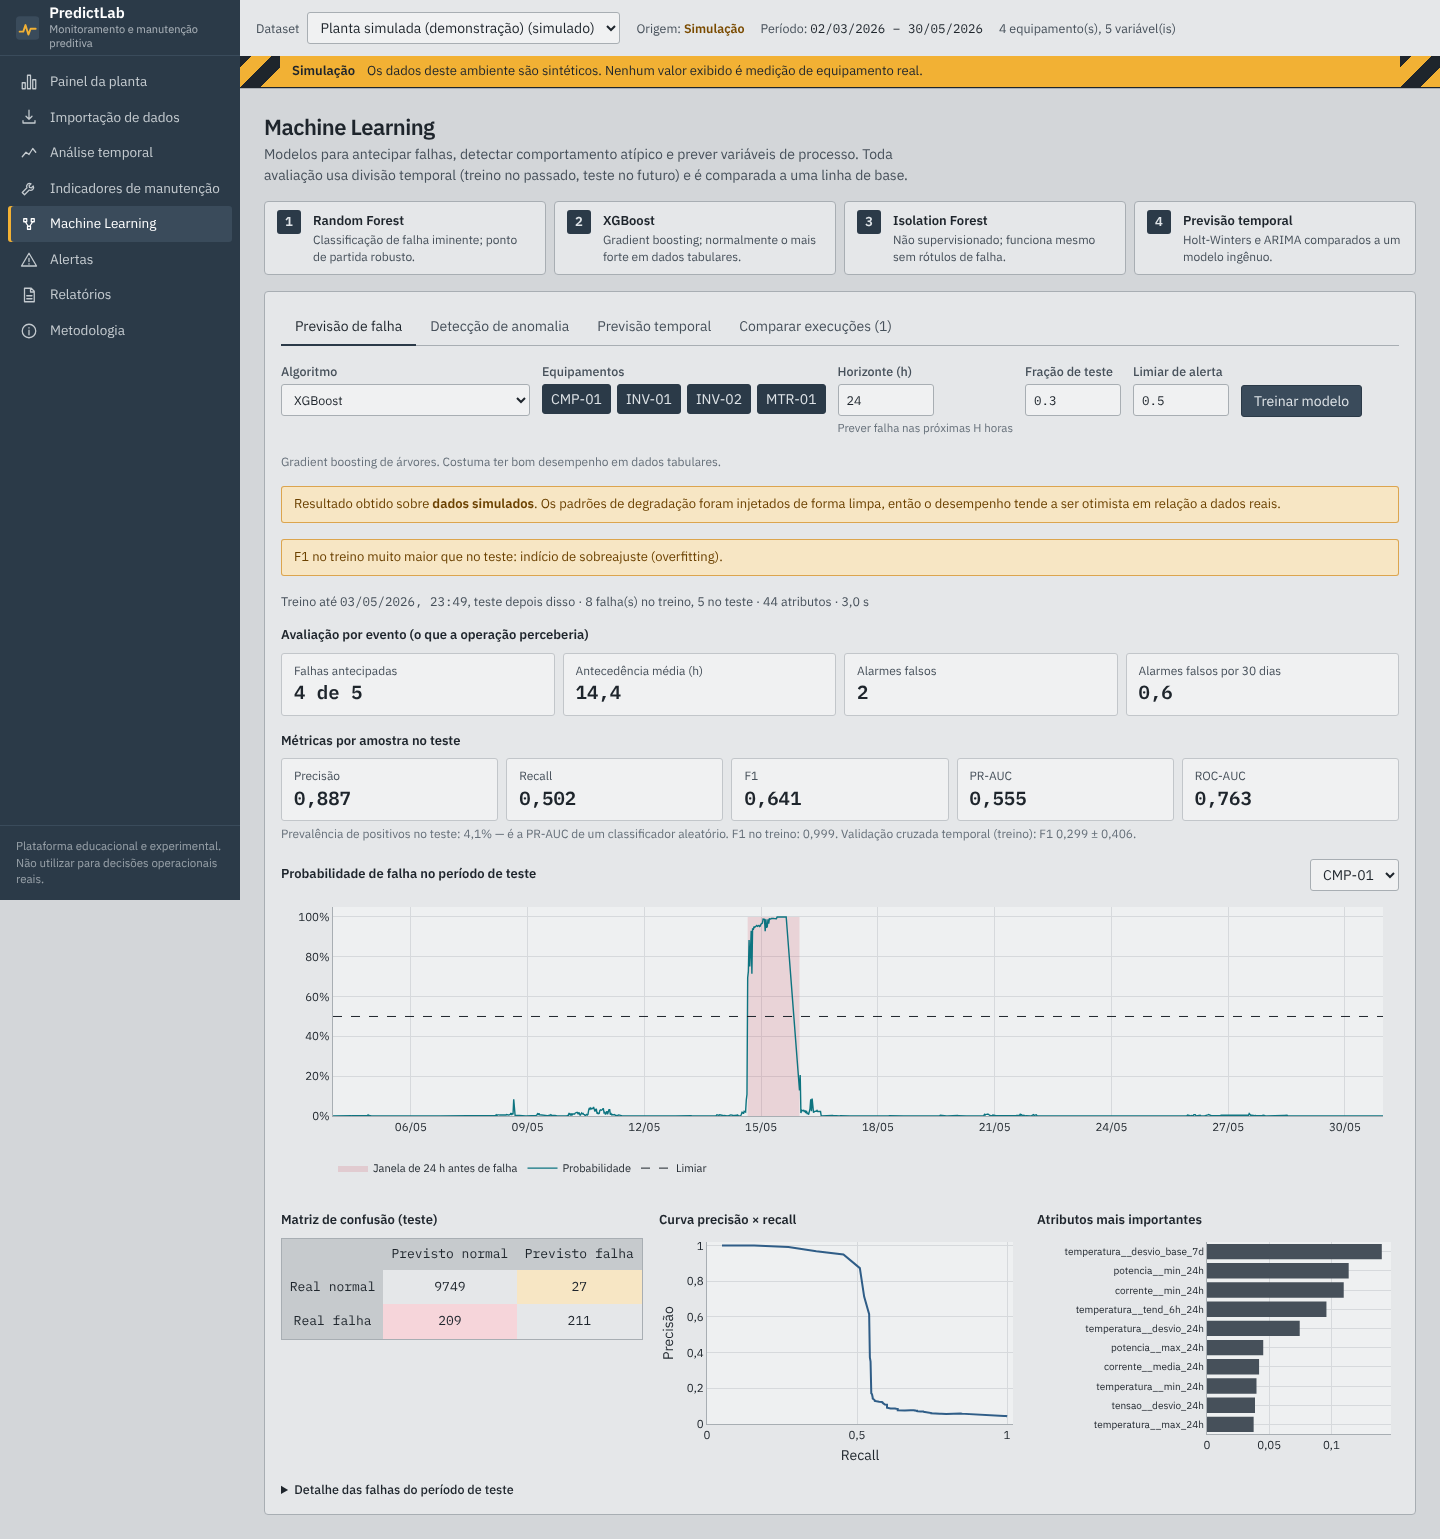 PredictLab
Monitoramento e manutenção
preditiva
Painel da planta
Importação de dados
Análise temporal
Indicadores de manutenção
Machine Learning
Alertas
Relatórios
Metodologia
Plataforma educacional e experimental.
Não utilizar para decisões operacionais
reais.
Dataset Planta simulada (demonstração) (simulado) Origem: Simulação Período: 02/03/2026 – 30/05/2026 4 equipamento(s), 5 variável(is)
Simulação Os dados deste ambiente são sintéticos. Nenhum valor exibido é medição de equipamento real.
Machine Learning
Modelos para antecipar falhas, detectar comportamento atípico e prever variáveis de processo. Toda
avaliação usa divisão temporal (treino no passado, teste no futuro) e é comparada a uma linha de base.
1 Random Forest
Classificação de falha iminente; ponto
de partida robusto.
2 XGBoost
Gradient boosting; normalmente o mais
forte em dados tabulares.
3 Isolation Forest
Não supervisionado; funciona mesmo
sem rótulos de falha.
4 Previsão temporal
Holt-Winters e ARIMA comparados a um
modelo ingênuo.
Previsão de falha Detecção de anomalia Previsão temporal Comparar execuções (1)
Algoritmo Equipamentos Horizonte (h) Fração de teste Limiar de alerta
XGBoost CMP-01 INV-01 INV-02 MTR-01 24 0.3 0.5 Treinar modelo
Prever falha nas próximas H horas
Gradient boosting de árvores. Costuma ter bom desempenho em dados tabulares.
Resultado obtido sobre dados simulados. Os padrões de degradação foram injetados de forma limpa, então o desempenho tende a ser otimista em relação a dados reais.
F1 no treino muito maior que no teste: indício de sobreajuste (overfitting).
Treino até 03/05/2026, 23:49, teste depois disso · 8 falha(s) no treino, 5 no teste · 44 atributos · 3,0 s
Avaliação por evento (o que a operação perceberia)
Falhas antecipadas Antecedência média (h) Alarmes falsos Alarmes falsos por 30 dias
4 de 5 14,4 2 0,6
Métricas por amostra no teste
Precisão Recall F1 PR-AUC ROC-AUC
0,887 0,502 0,641 0,555 0,763
Prevalência de positivos no teste: 4,1% — é a PR-AUC de um classificador aleatório. F1 no treino: 0,999. Validação cruzada temporal (treino): F1 0,299 ± 0,406.
Probabilidade de falha no período de teste CMP-01
100%
80%
60%
40%
20%
0%
06/05 09/05 12/05 15/05 18/05 21/05 24/05 27/05 30/05
Janela de 24 h antes de falha Probabilidade Limiar
Matriz de confusão (teste)
Previsto normal Previsto falha
Real normal 9749 27
Real falha 209 211
Curva precisão × recall
Precisão
1
0,8
0,6
0,4
0,2
0
0 0,5 1
Recall
Atributos mais importantes
temperatura__desvio_base_7d
potencia__min_24h
corrente__min_24h
temperatura__tend_6h_24h
temperatura__desvio_24h
potencia__max_24h
corrente__media_24h
temperatura__min_24h
tensao__desvio_24h
temperatura__max_24h
0 0,05 0,1
Detalhe das falhas do período de teste